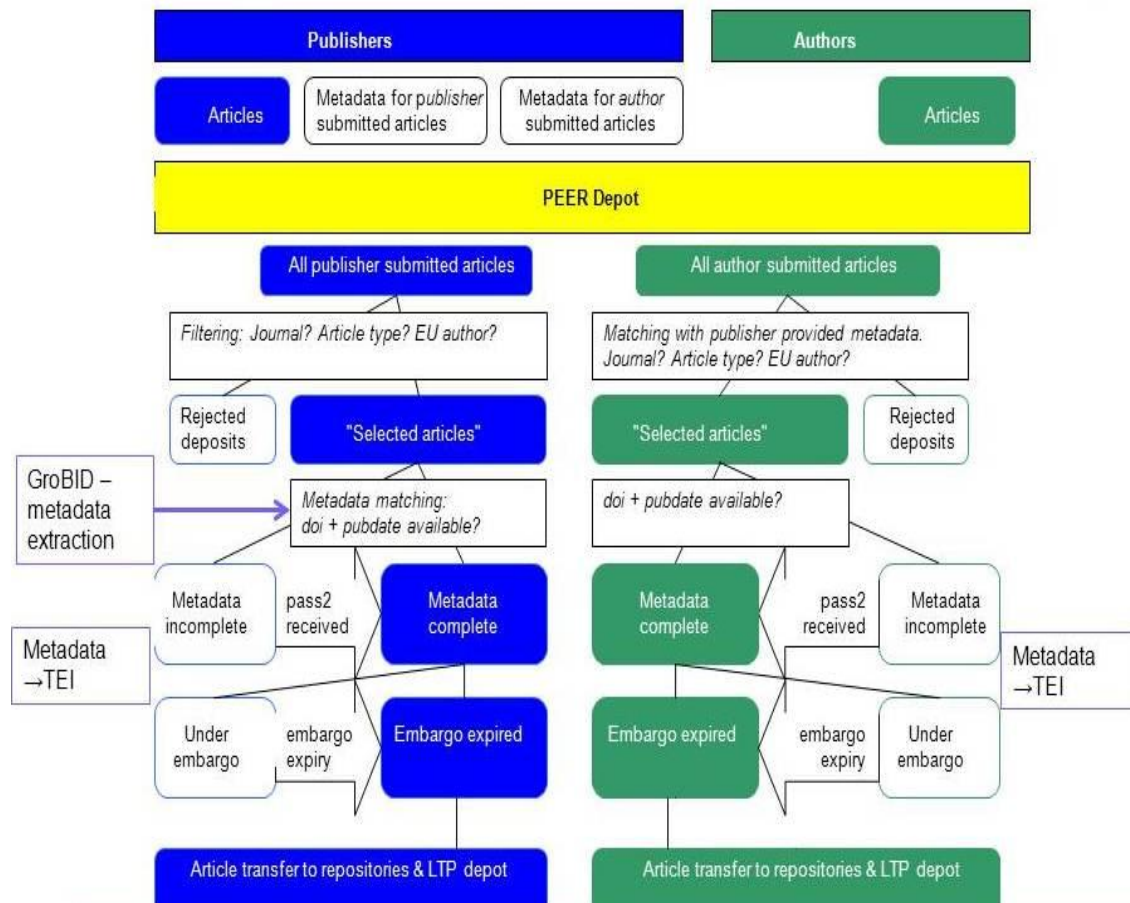 Publishers
Authors
Articles
Metadata for publisher
submitted articles
Metadata for author
submitted articles
Articles
PEER Depot
All publisher submitted articles
All author submitted articles
Filtering: Journal? Article type? EU author?
Matching with publisher provided metadata.
Journal? Article type? EU author?
Rejected
deposits
"Selected articles"
"Selected articles"
Rejected
deposits
GroBID –
metadata
extraction
Metadata matching:
doi + pubdate available?
doi + pubdate available?
Metadata
incomplete
pass2
received
Metadata
complete
Metadata
complete
pass2
received
Metadata
incomplete
Metadata
→TEI
Metadata
→TEI
Under
embargo
embargo
expiry
Embargo expired
Embargo expired
embargo
expiry
Under
embargo
Article transfer to repositories & LTP depot
Article transfer to repositories & LTP depot